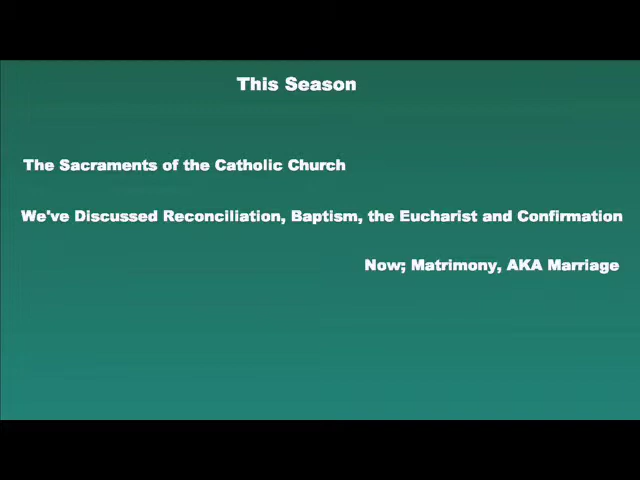 This Season
The Sacraments of the Catholic Church
We've Discussed Reconciliation, Baptism, the Eucharist and Confirmation
Now; Matrimony, AKA Marriage